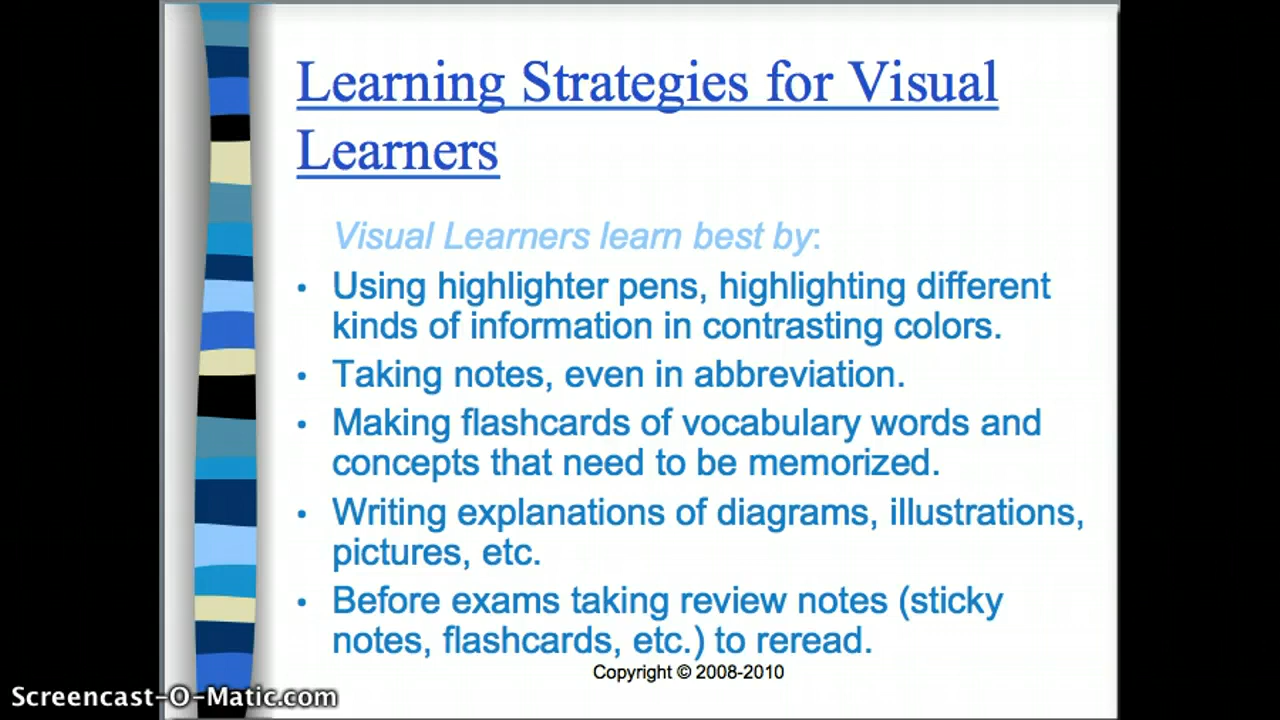 Learning Strategies for Visual
Learners
Visual Learners learn best by:
• Using highlighter pens, highlighting different
kinds of information in contrasting colors.
• Taking notes, even in abbreviation.
• Making flashcards of vocabulary words and
concepts that need to be memorized.
• Writing explanations of diagrams, illustrations,
pictures, etc.
• Before exams taking review notes (sticky
notes, flashcards, etc.) to reread.
Copyright © 2008-2010
Screencast-O-Matic.com